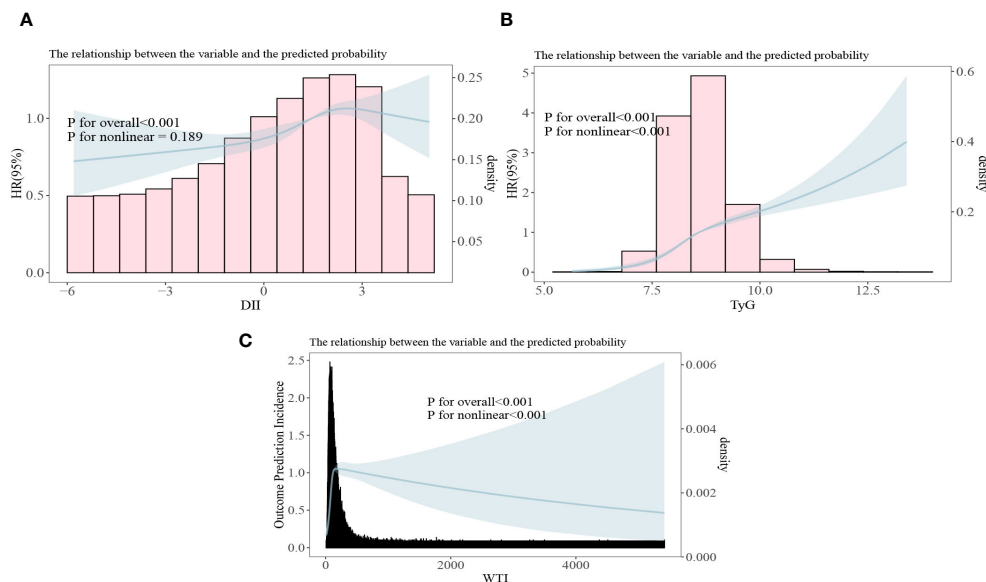 A
The relationship between the variable and the predicted probability
P for overall<0.001
P for nonlinear = 0.189
HR(95%)
1.0
0.5
0.0
0.25
0.20
0.15
0.10
0.05
density
−6
−3
0
3
DII
B
The relationship between the variable and the predicted probability
P for overall<0.001
P for nonlinear<0.001
HR(95%)
5
4
3
2
1
0
0.6
0.4
0.2
density
5.0
7.5
10.0
12.5
TyG
C
The relationship between the variable and the predicted probability
P for overall<0.001
P for nonlinear<0.001
Outcome Prediction Incidence
2.5
2.0
1.5
1.0
0.5
0.0
0.006
0.004
0.002
0.000
density
0
2000
4000
WTI